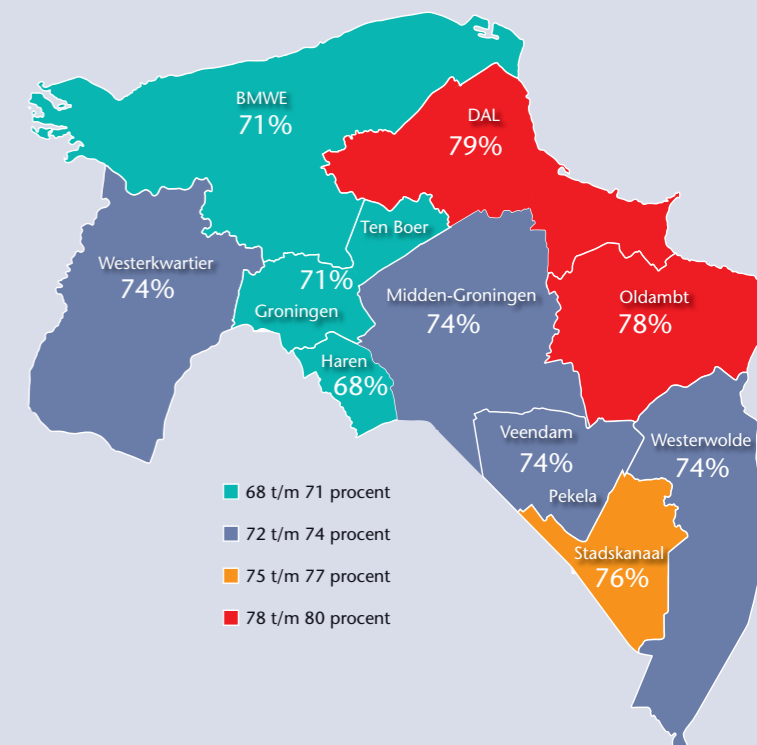 BMWE
71%
DAL
79%
Ten Boer
Westerkwartier
74%
71%
Groningen
Midden-Groningen
74%
Oldambt
78%
Haren
68%
Veendam
74%
Pekela
Westerwolde
74%
Stadskanaal
76%
68 t/m 71 procent
72 t/m 74 procent
75 t/m 77 procent
78 t/m 80 procent